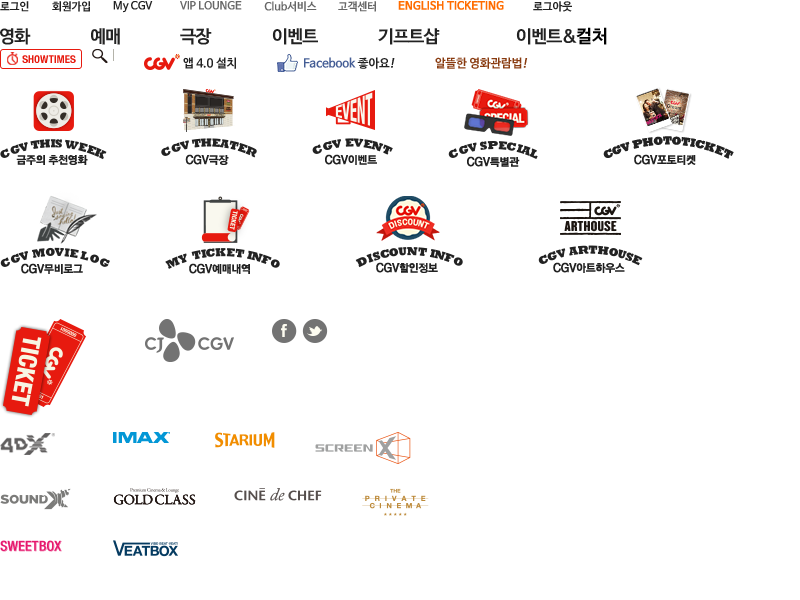 로그인 회원가입 My CGV VIP LOUNGE Club서비스 고객센터 ENGLISH TICKETING 로그아웃
영화 예매 극장 이벤트 기프트샵 이벤트&컬처
SHOWTIMES CGV 앱 4.0 설치 Facebook 좋아요! 알뜰한 영화관람법!
EVENT CGV SPECIAL
CGV THIS WEEK CGV THEATER CGV EVENT CGV SPECIAL CGV PHOTOTICKET
금주의 추천영화 CGV극장 CGV이벤트 CGV특별관 CGV포토티켓
TICKET CGV DISCOUNT CGV ARTHOUSE
CGV MOVIE LOG MY TICKET INFO DISCOUNT INFO CGV ARTHOUSE
CGV무비로그 CGV예매내역 CGV할인정보 CGV아트하우스
TICKET CGV CJ CGV f
4DX IMAX STARIUM SCREEN X
SOUND X Premium Cinema & Lounge GOLD CLASS CINÉ de CHEF THE PRIVATE CINEMA
SWEETBOX VEATBOX